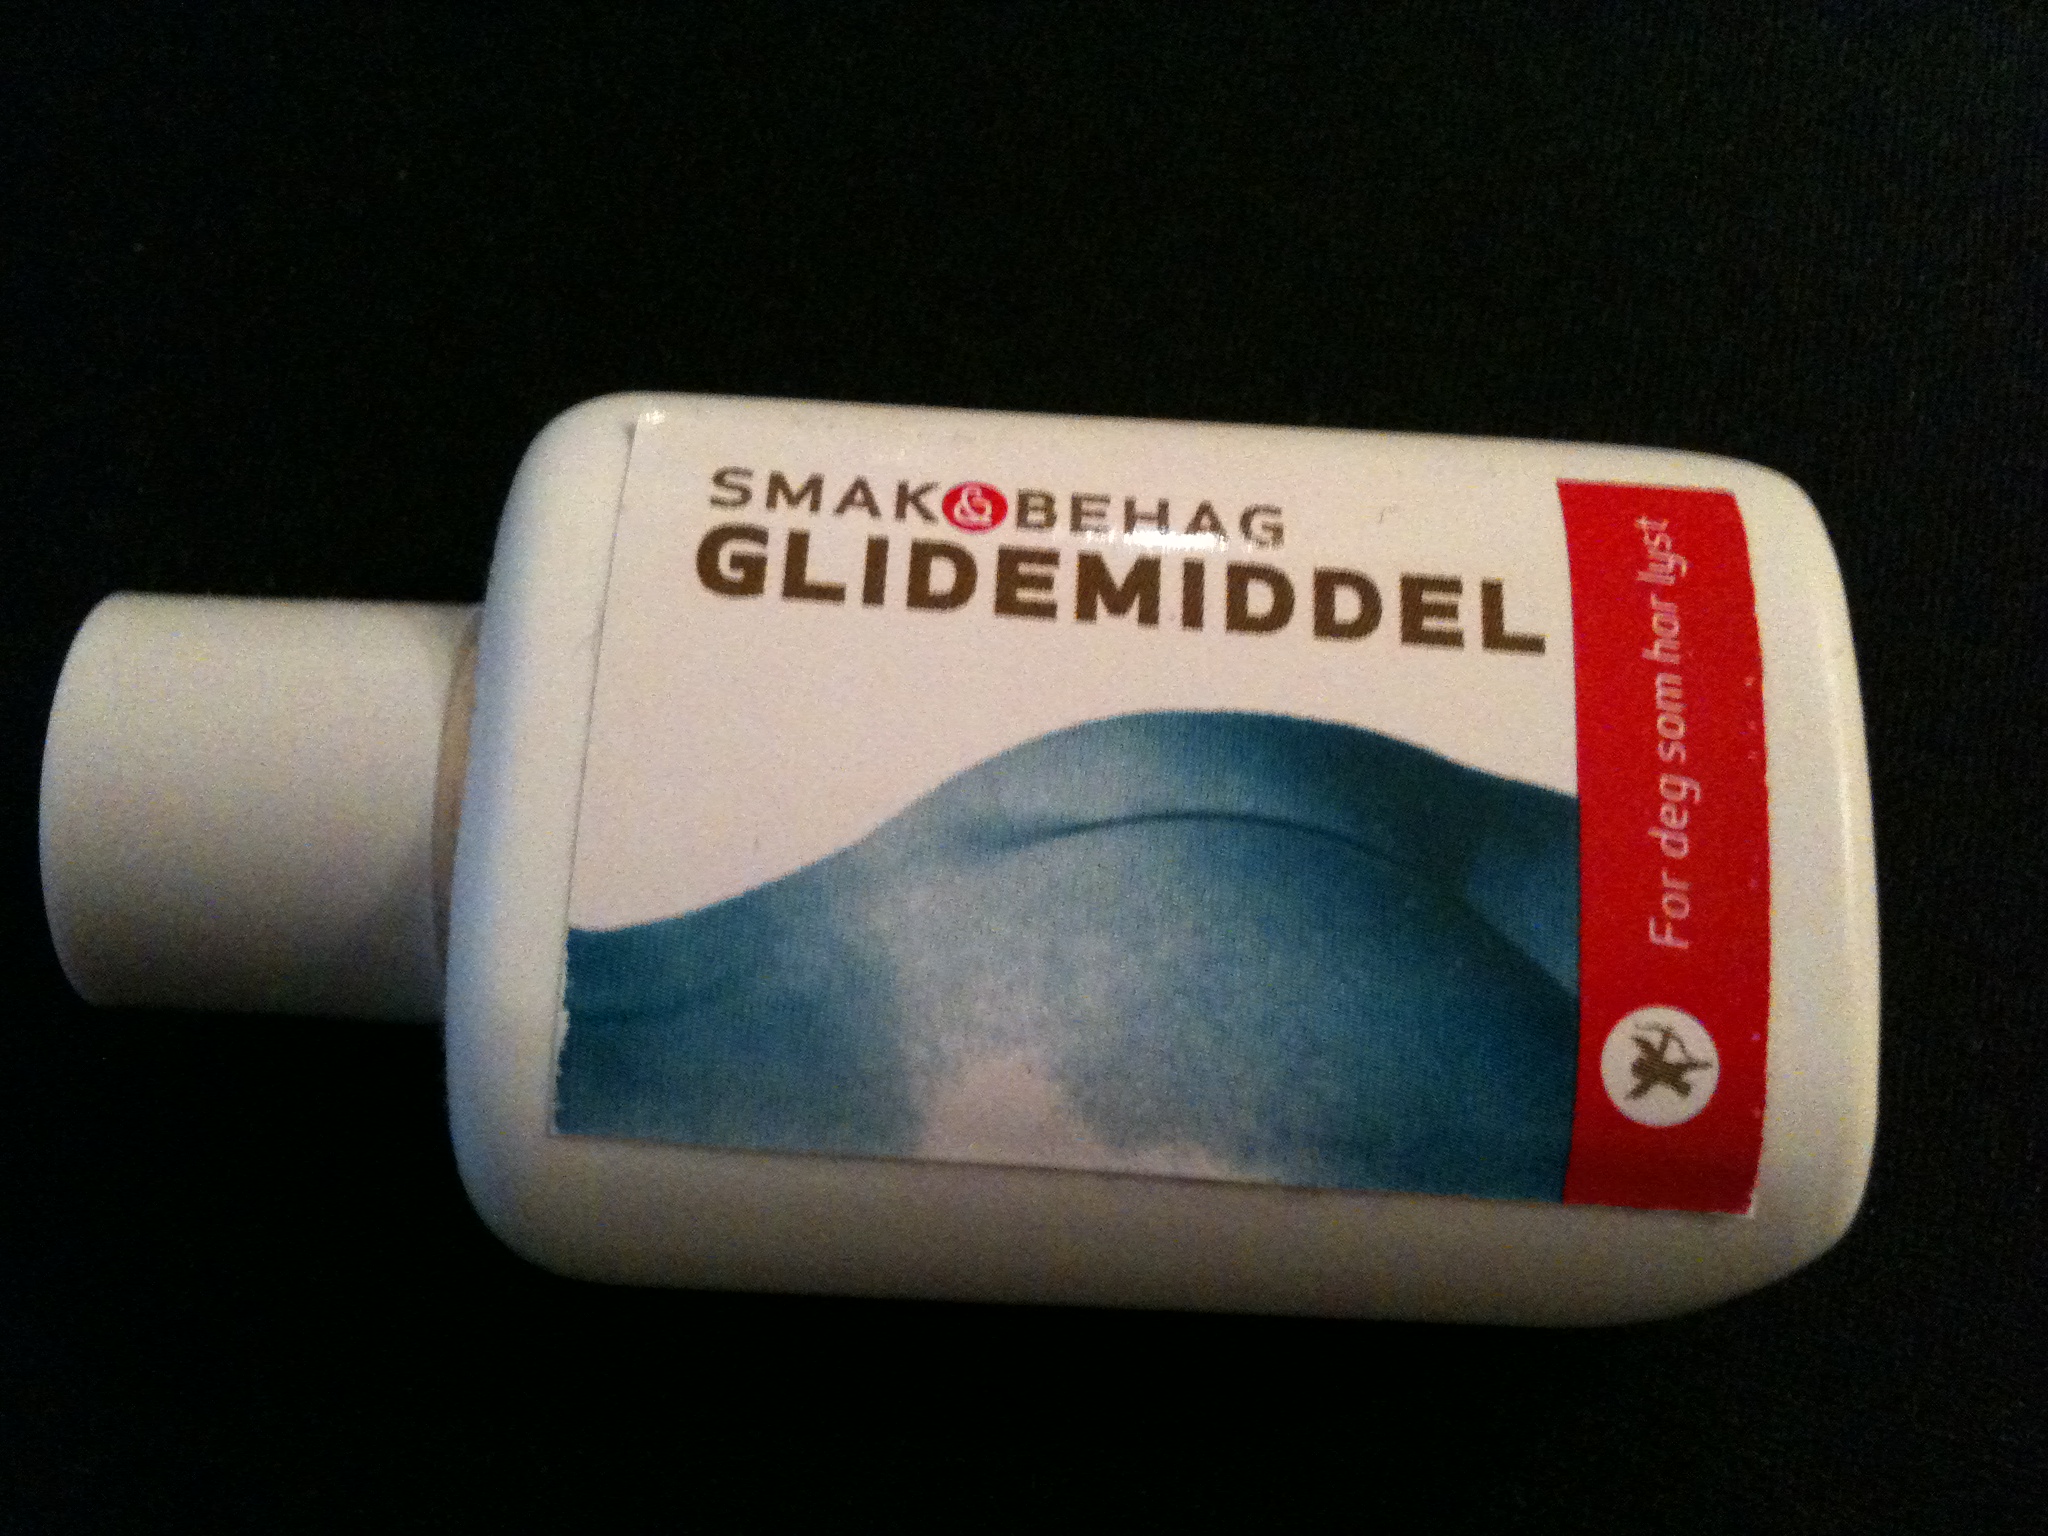 SMAK&BEHAG
GLIDEMIDDEL
For deg som har lyst